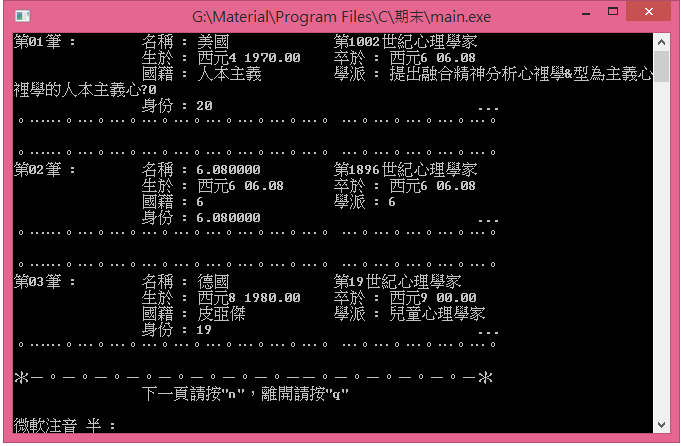 G:\Material\Program Files\C\期末\main.exe
第01筆： 名稱：美國 第1002世紀心理學家
生於：西元4 1970.00 卒於：西元6 06.08
國籍：人本主義 學派：提出融合精神分析心裡學&型為主義心
裡學的人本主義心?0
身份：20 ...
。……。…。…。…。…。…。…。 …。…。…。…。
。……。…。…。…。…。…。…。 …。…。…。…。
第02筆： 名稱：6.080000 第1896世紀心理學家
生於：西元6 06.08 卒於：西元6 06.08
國籍：6 學派：6
身份：6.080000 ...
。……。…。…。…。…。…。…。 …。…。…。…。
。……。…。…。…。…。…。…。 …。…。…。…。
第03筆： 名稱：德國 第19世紀心理學家
生於：西元8 1980.00 卒於：西元9 00.00
國籍：皮亞傑 學派：兒童心理學家
身份：19 ...
。……。…。…。…。…。…。…。 …。…。…。…。
＊－。－。－。－。－。－－。－。－。－。－。－＊
下一頁請按"n"，離開請按"q"
微軟注音 半：